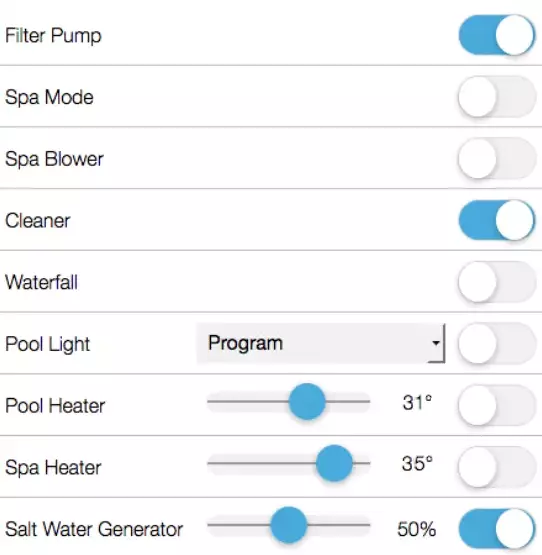 Filter Pump
Spa Mode
Spa Blower
Cleaner
Waterfall
Pool Light Program
Pool Heater 31°
Spa Heater 35°
Salt Water Generator 50%